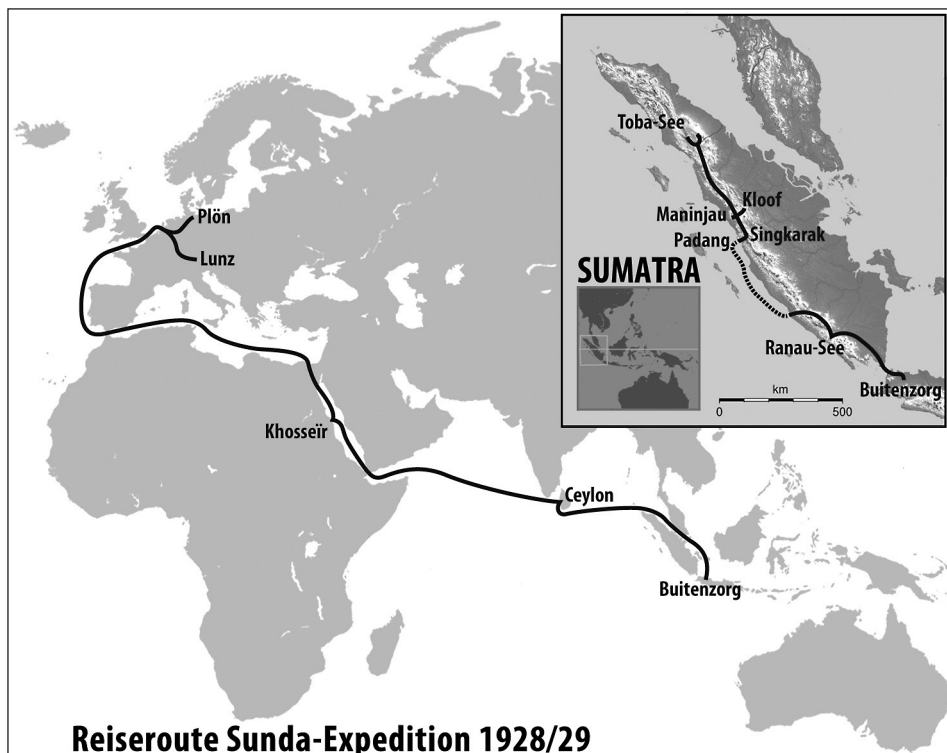 Toba-See
Kloof
Maninjau
Padang
Singkarak
SUMATRA
Ranau-See
Buitenzorg
km
0 500
Plön
Lunz
Khosseïr
Ceylon
Buitenzorg
Reiseroute Sunda-Expedition 1928/29